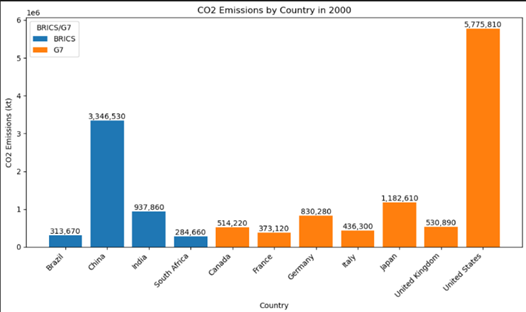 CO2 Emissions by Country in 2000
1e6
BRICS/G7
BRICS
G7
CO2 Emissions (kt)
6
5
4
3
2
1
0
313,670
3,346,530
937,860
284,660
514,220
373,120
830,280
436,300
1,182,610
530,890
5,775,810
Brazil
China
India
South Africa
Canada
France
Germany
Italy
Japan
United Kingdom
United States
Country